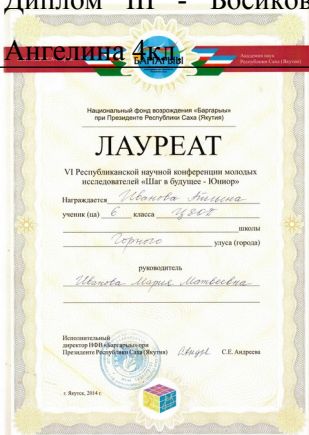 Диплом III - Босиков
Ангелина 4кл.
БАРГАРЫЫ
Академия наук
Республики Саха (Якутия)
Национальный фонд возрождения «Баргарыы»
при Президенте Республики Саха (Якутия)
ЛАУРЕАТ
VI Республиканской научной конференции молодых
исследователей «Шаг в будущее - Юниор»
Награждается Иванова
ученик (ца) 6 класса
школы
Горного улуса (города)
руководитель
Иванова Мария Матвеевна
Исполнительный
директор НФВ «Баргарыы» при
Президенте Республики Саха (Якутия) С.Е. Андреева
г. Якутск, 2014 г.